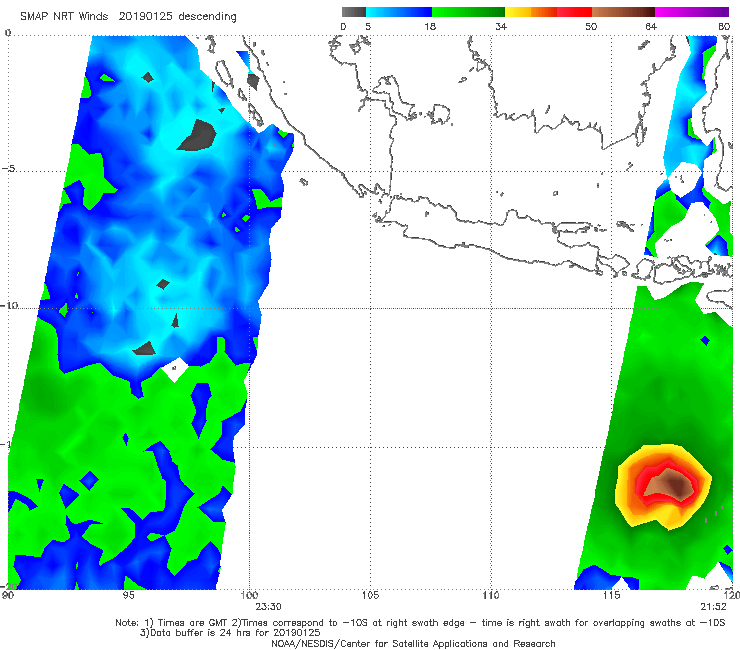 SMAP NRT Winds 20190125 descending
0 5 18 34 50 64 80
0
-5
-10
-1
-2
90 95 100 105 110 115 120
23:30 21:52
Note: 1) Times are GMT 2)Times correspond to -10S at right swath edge - time is right swath for overlapping swaths at -10S
3)Data buffer is 24 hrs for 20190125
NOAA/NESDIS/Center for Satellite Applications and Research